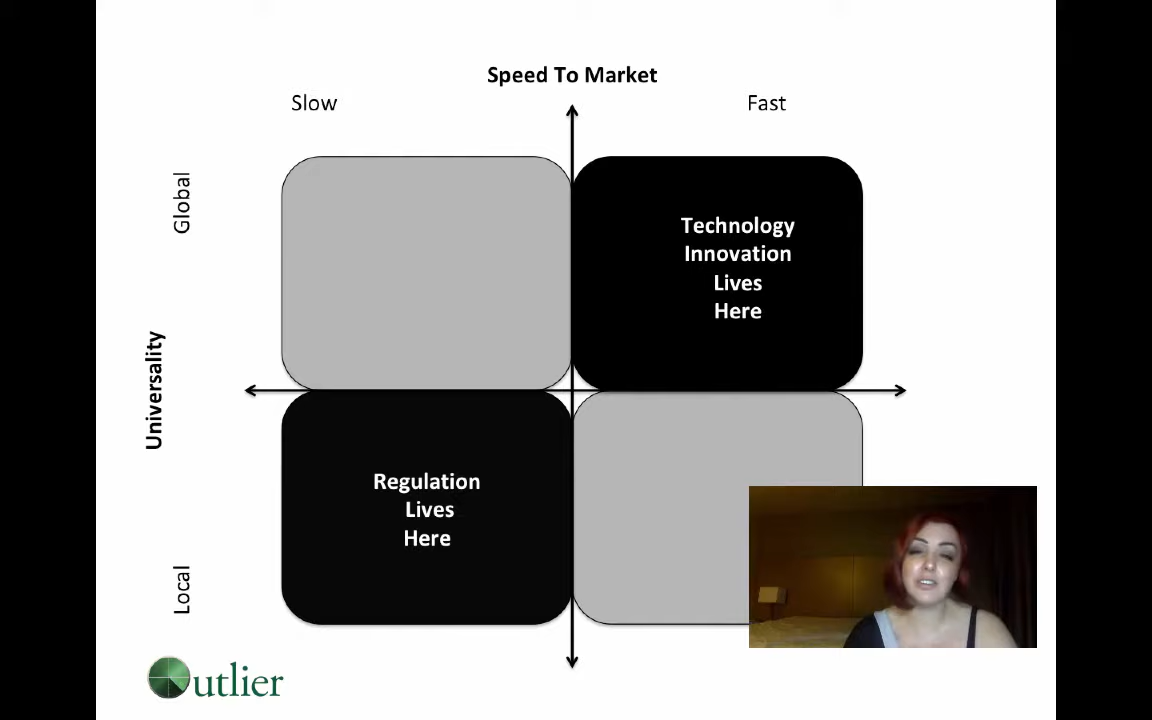 Speed To Market
Slow
Fast
Global
Technology
Innovation
Lives
Here
Universality
Regulation
Lives
Here
Local
Outlier